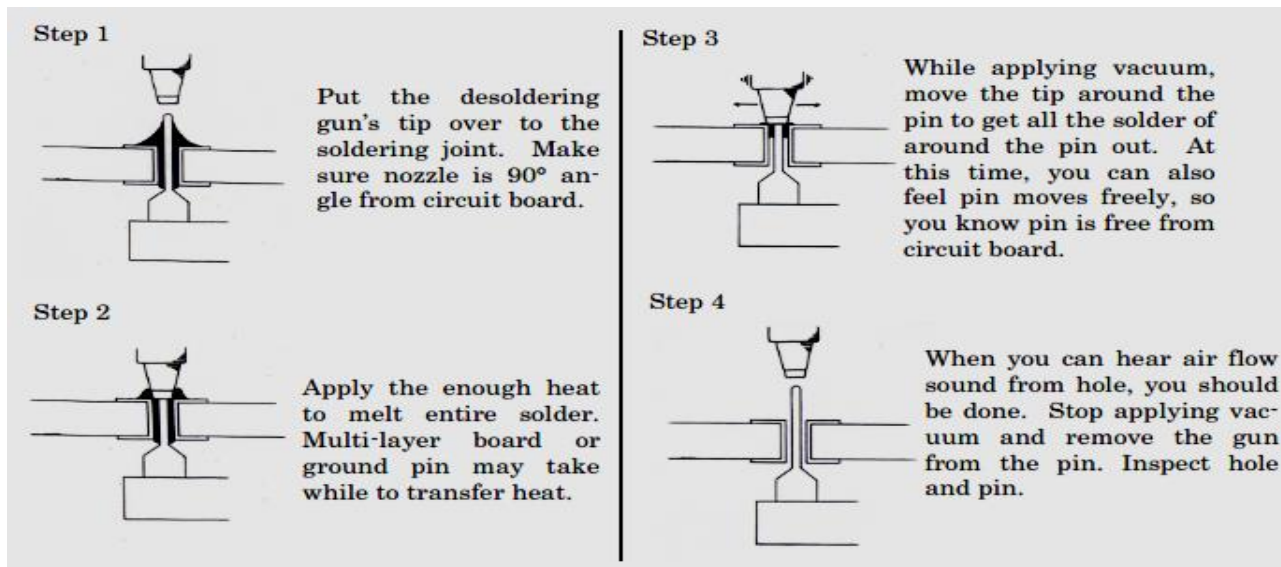 Step 1
Put the desoldering
gun's tip over to the
soldering joint. Make
sure nozzle is 90° an-
gle from circuit board.
Step 2
Apply the enough heat
to melt entire solder.
Multi-layer board or
ground pin may take
while to transfer heat.
Step 3
While applying vacuum,
move the tip around the
pin to get all the solder of
around the pin out. At
this time, you can also
feel pin moves freely, so
you know pin is free from
circuit board.
Step 4
When you can hear air flow
sound from hole, you should
be done. Stop applying vac-
uum and remove the gun
from the pin. Inspect hole
and pin.